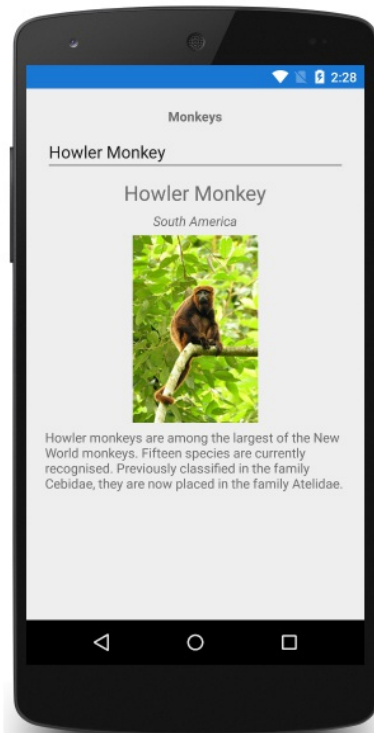 2:28
Monkeys
Howler Monkey
Howler Monkey
South America
Howler monkeys are among the largest of the New
World monkeys. Fifteen species are currently
recognised. Previously classified in the family
Cebidae, they are now placed in the family Atelidae.